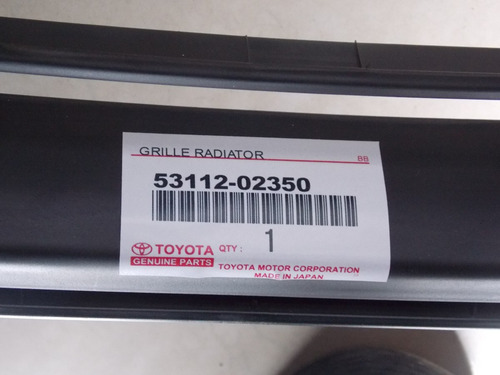 GRILLE RADIATOR
BB
53112-02350
TOYOTA
GENUINE PARTS
QTY :
1
TOYOTA MOTOR CORPORATION
MADE IN JAPAN